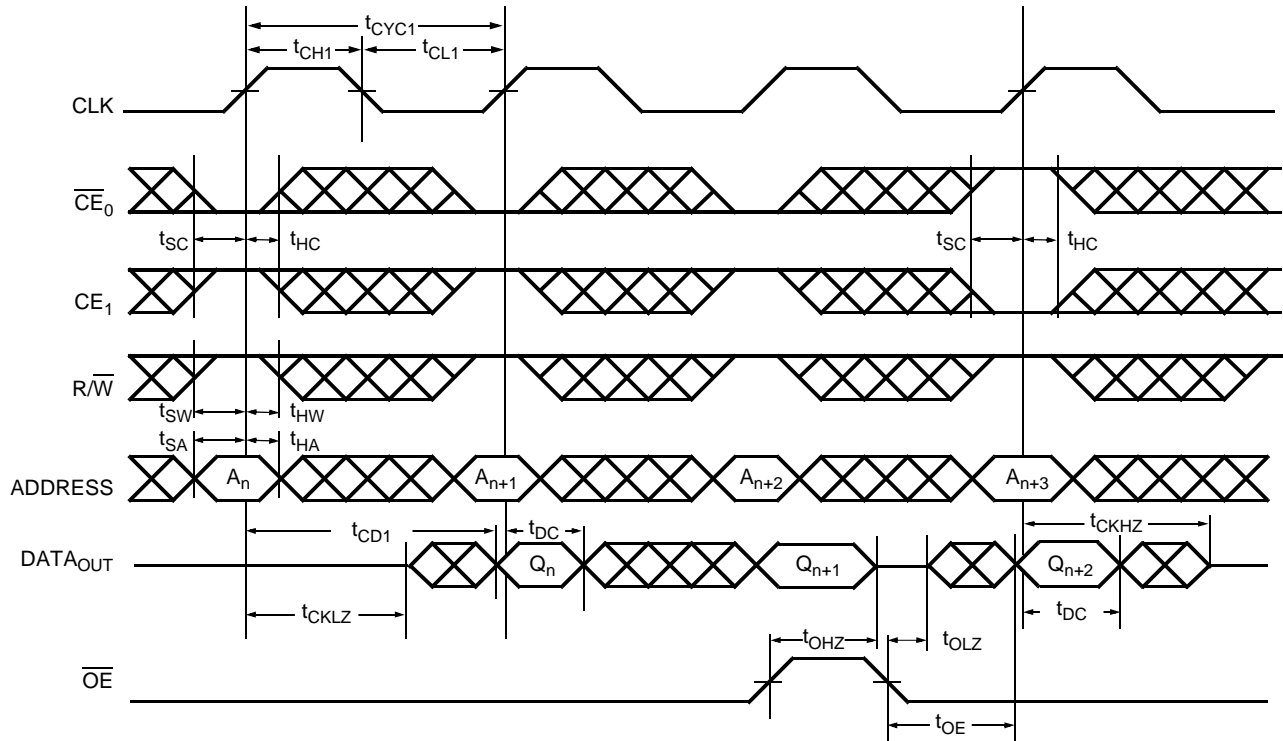 tCYC1
tCH1
tCL1
CLK
CE0
tSC
tHC
tSC
tHC
CE1
R/W
tSW
tHW
tSA
tHA
ADDRESS
An
An+1
An+2
An+3
tCD1
tDC
tCKHZ
DATAOUT
Qn
Qn+1
Qn+2
tCKLZ
tDC
tOHZ
tOLZ
OE
tOE